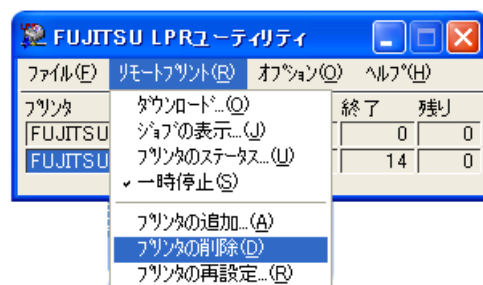 FUJITSU LPRユーティリティ
ファイル(F) リモートプリント(R) オプション(O) ヘルプ(H)
プリンタ 終了 残り
FUJITSU 0 0
FUJITSU 14 0
ダウンロード...(O)
ジョブの表示...(J)
プリンタのステータス...(U)
✓一時停止(S)
プリンタの追加...(A)
プリンタの削除(D)
プリンタの再設定...(R)